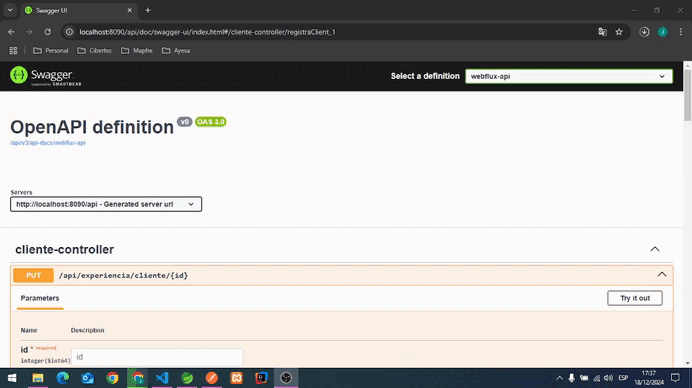 Swagger UI
localhost:8090/api/doc/swagger-ui/index.html#/cliente-controller/registraClient_1
Personal Cibertec Mapfre Ayesa
Swagger
Supported by SMARTBEAR
Select a definition webflux-api
OpenAPI definition v0 OAS 3.0
/api/v3/api-docs/webflux-api
Servers
http://localhost:8090/api - Generated server url
cliente-controller
PUT /api/experiencia/cliente/{id}
Parameters Try it out
Name Description
id * required
integer($int64)
id
ESP
17:37
18/12/2024